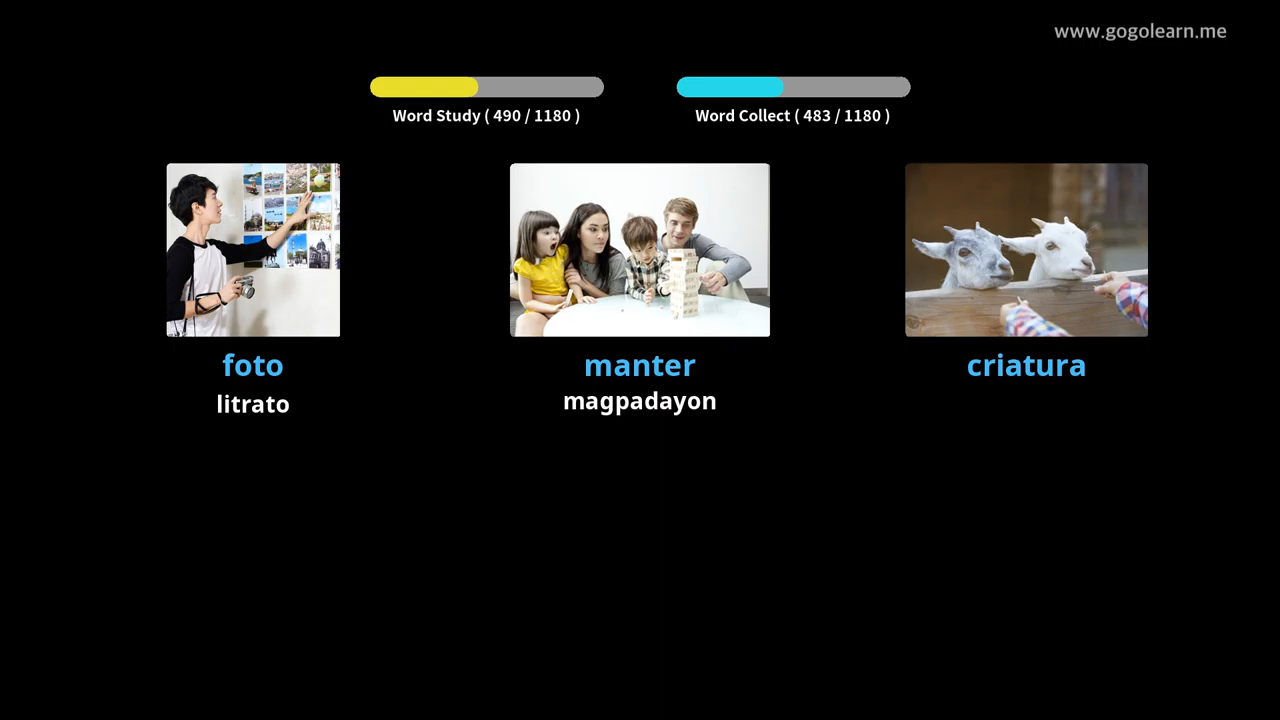 www.gogolearn.me
Word Study ( 490 / 1180 )
Word Collect ( 483 / 1180 )
foto
manter
criatura
litrato
magpadayon